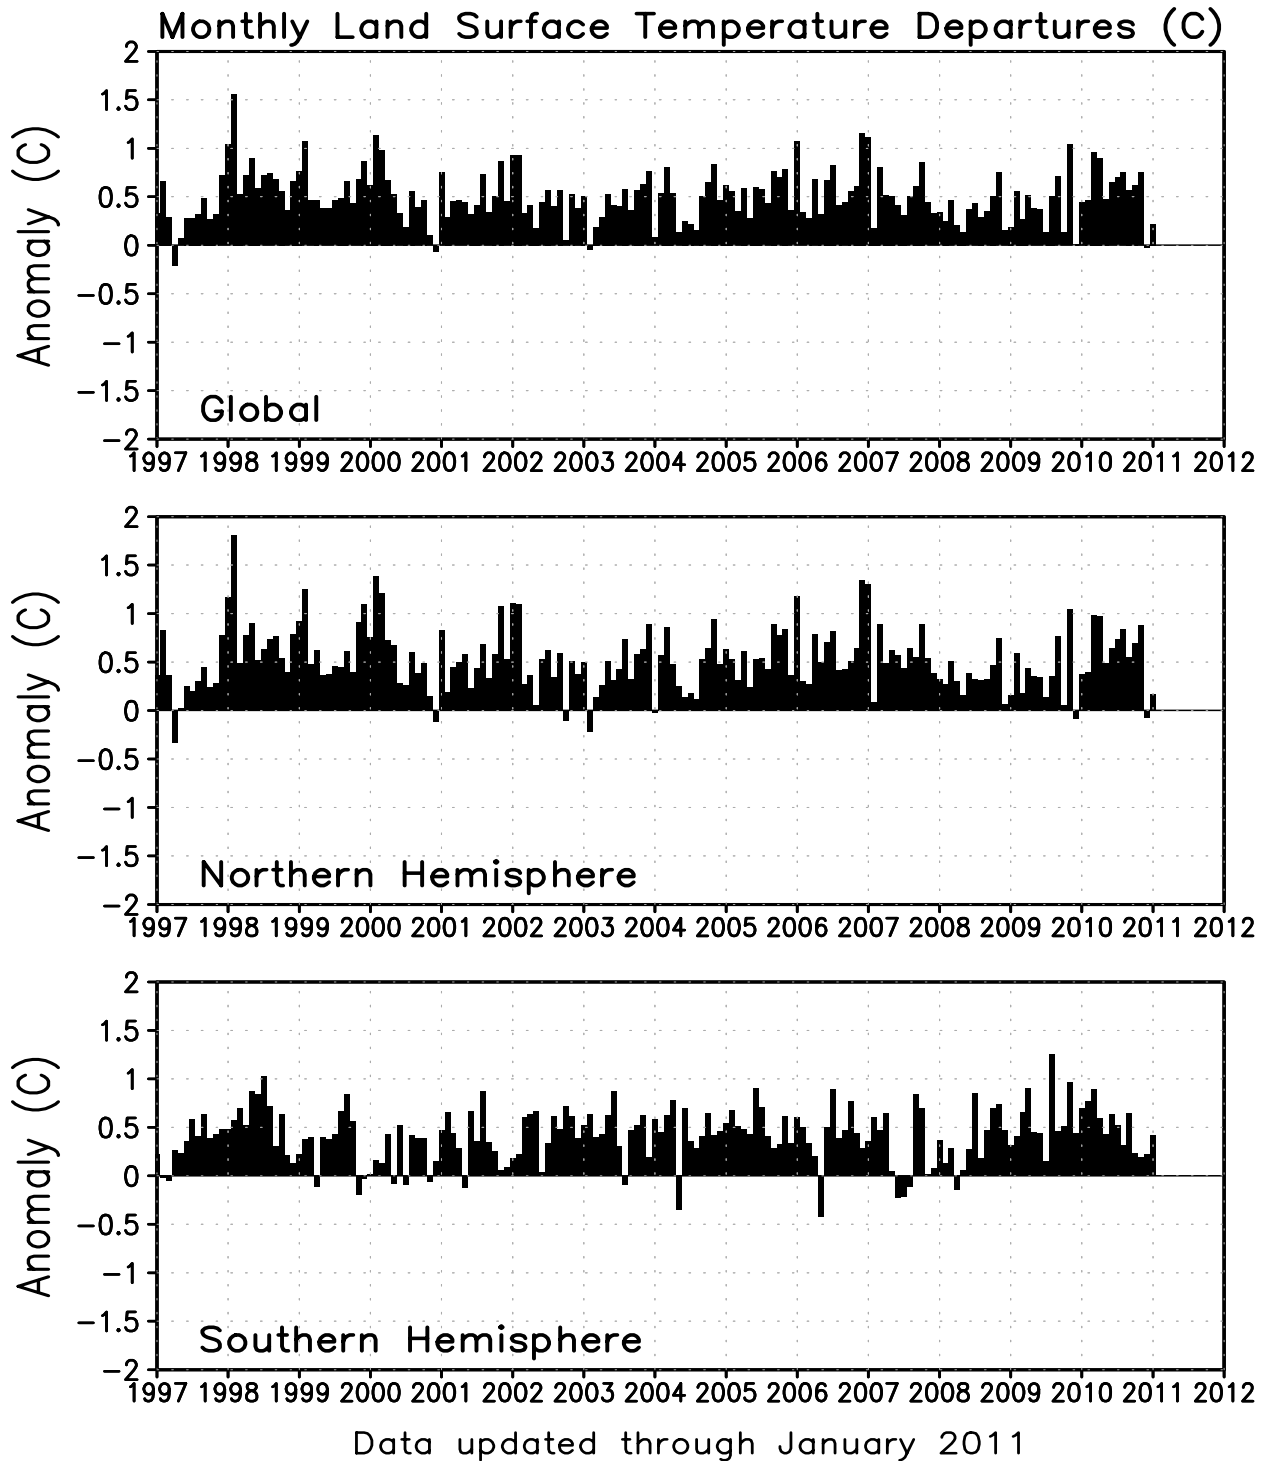 Monthly Land Surface Temperature Departures (C)
2
1.5
1
0.5
0
−0.5
−1
−1.5
−2
Anomaly (C)
Global
1997 1998 1999 2000 2001 2002 2003 2004 2005 2006 2007 2008 2009 2010 2011 2012
2
1.5
1
0.5
0
−0.5
−1
−1.5
−2
Anomaly (C)
Northern Hemisphere
1997 1998 1999 2000 2001 2002 2003 2004 2005 2006 2007 2008 2009 2010 2011 2012
2
1.5
1
0.5
0
−0.5
−1
−1.5
−2
Anomaly (C)
Southern Hemisphere
1997 1998 1999 2000 2001 2002 2003 2004 2005 2006 2007 2008 2009 2010 2011 2012
Data updated through January 2011